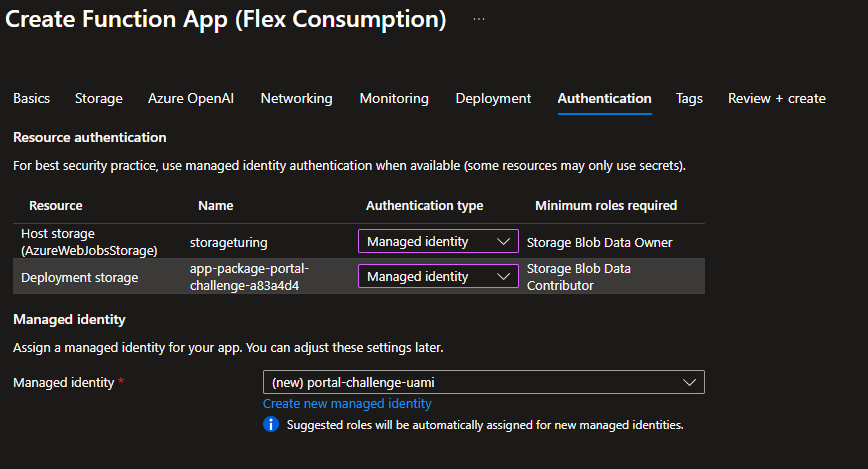 Create Function App (Flex Consumption) ...
Basics Storage Azure OpenAI Networking Monitoring Deployment Authentication Tags Review + create
Resource authentication
For best security practice, use managed identity authentication when available (some resources may only use secrets).
Resource Name Authentication type Minimum roles required
Host storage
(AzureWebJobsStorage) storageturing Managed identity Storage Blob Data Owner
Deployment storage app-package-portal-
challenge-a83a4d4 Managed identity Storage Blob Data
Contributor
Managed identity
Assign a managed identity for your app. You can adjust these settings later.
Managed identity * (new) portal-challenge-uami
Create new managed identity
Suggested roles will be automatically assigned for new managed identities.